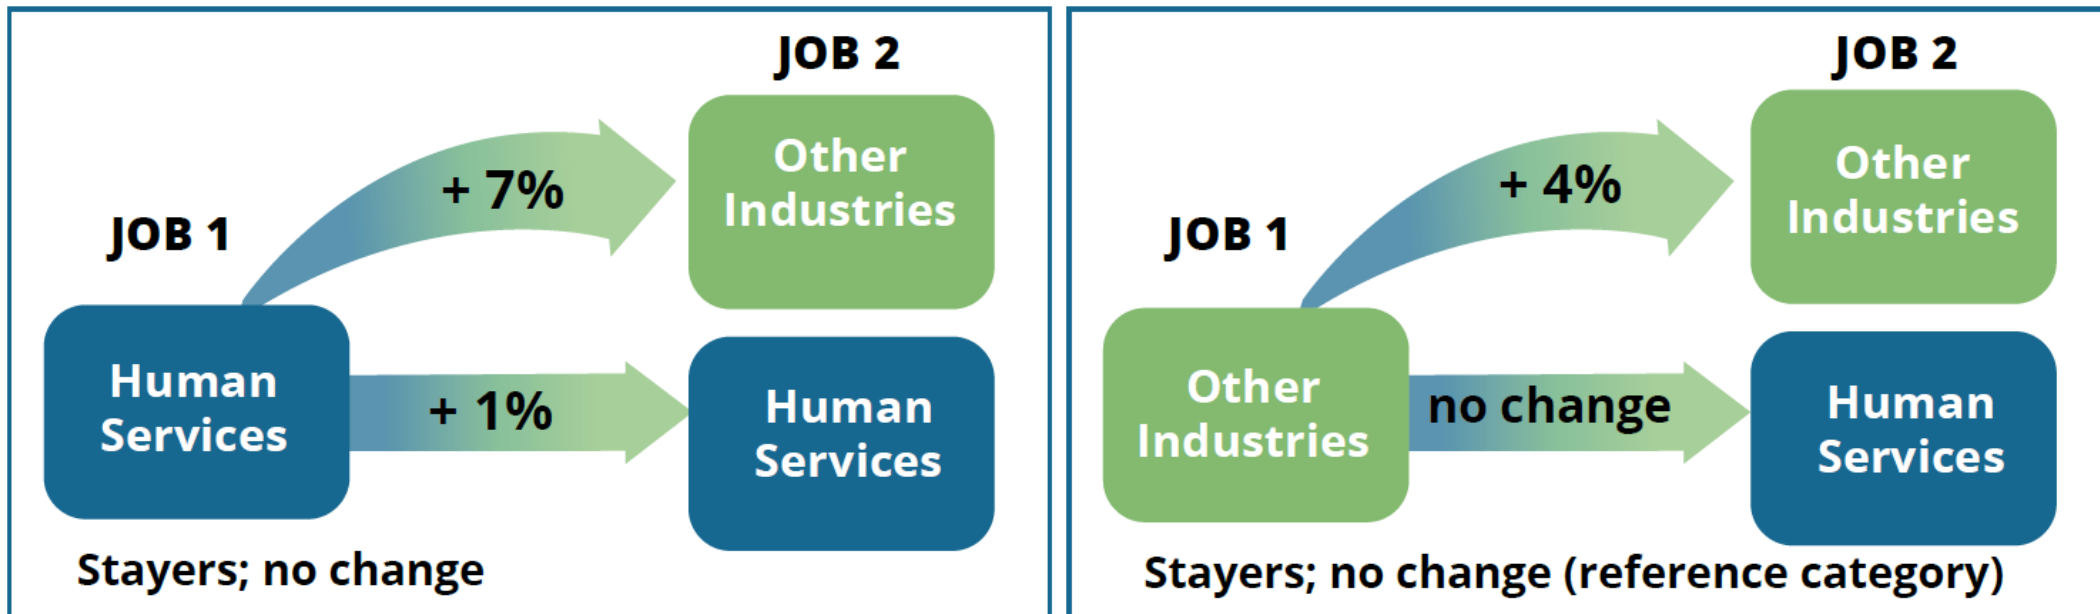 JOB 2
Other
Industries
+ 7%
JOB 1
Human
Services
+ 1%
Human
Services
Stayers; no change
JOB 2
Other
Industries
+ 4%
JOB 1
Other
Industries
no change
Human
Services
Stayers; no change (reference category)